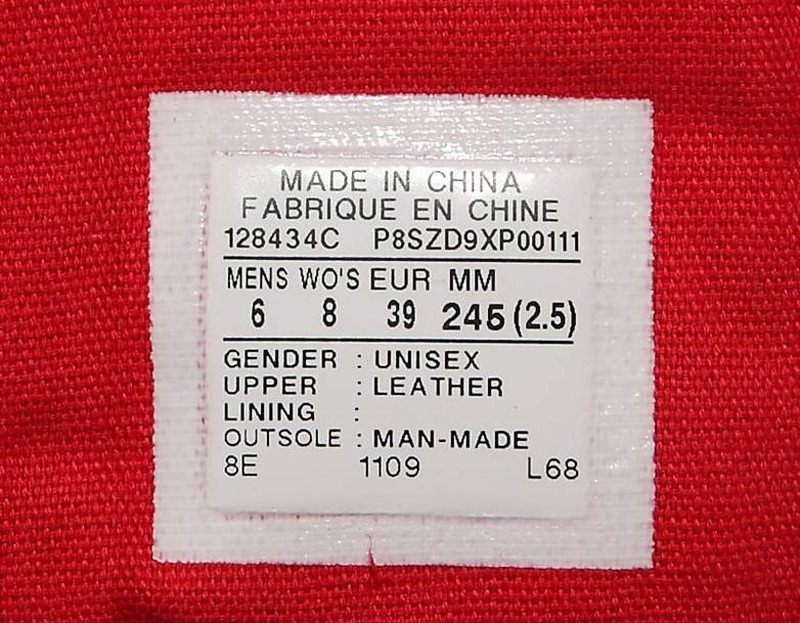 MADE IN CHINA
FABRIQUE EN CHINE
128434C P8SZD9XP00111
MENS WO'S EUR MM
6 8 39 245 (2.5)
GENDER : UNISEX
UPPER : LEATHER
LINING :
OUTSOLE : MAN-MADE
8E 1109 L68